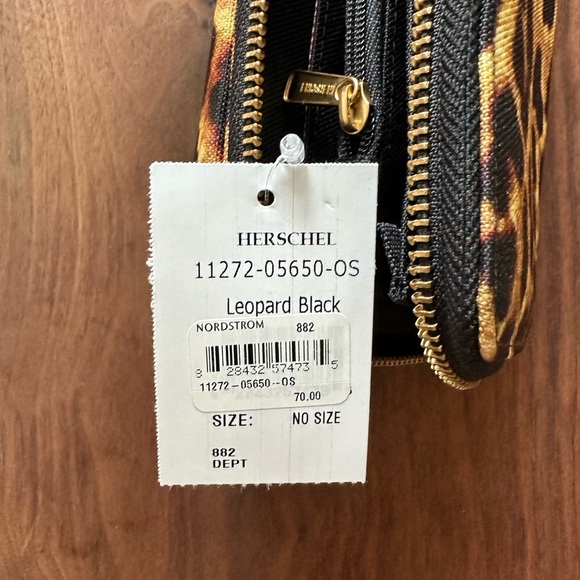 HERSCHEL
11272-05650-OS
Leopard Black
NORDSTROM 882
8 28432 57473 5
11272-05650-OS
70.00
SIZE: NO SIZE
882
DEPT